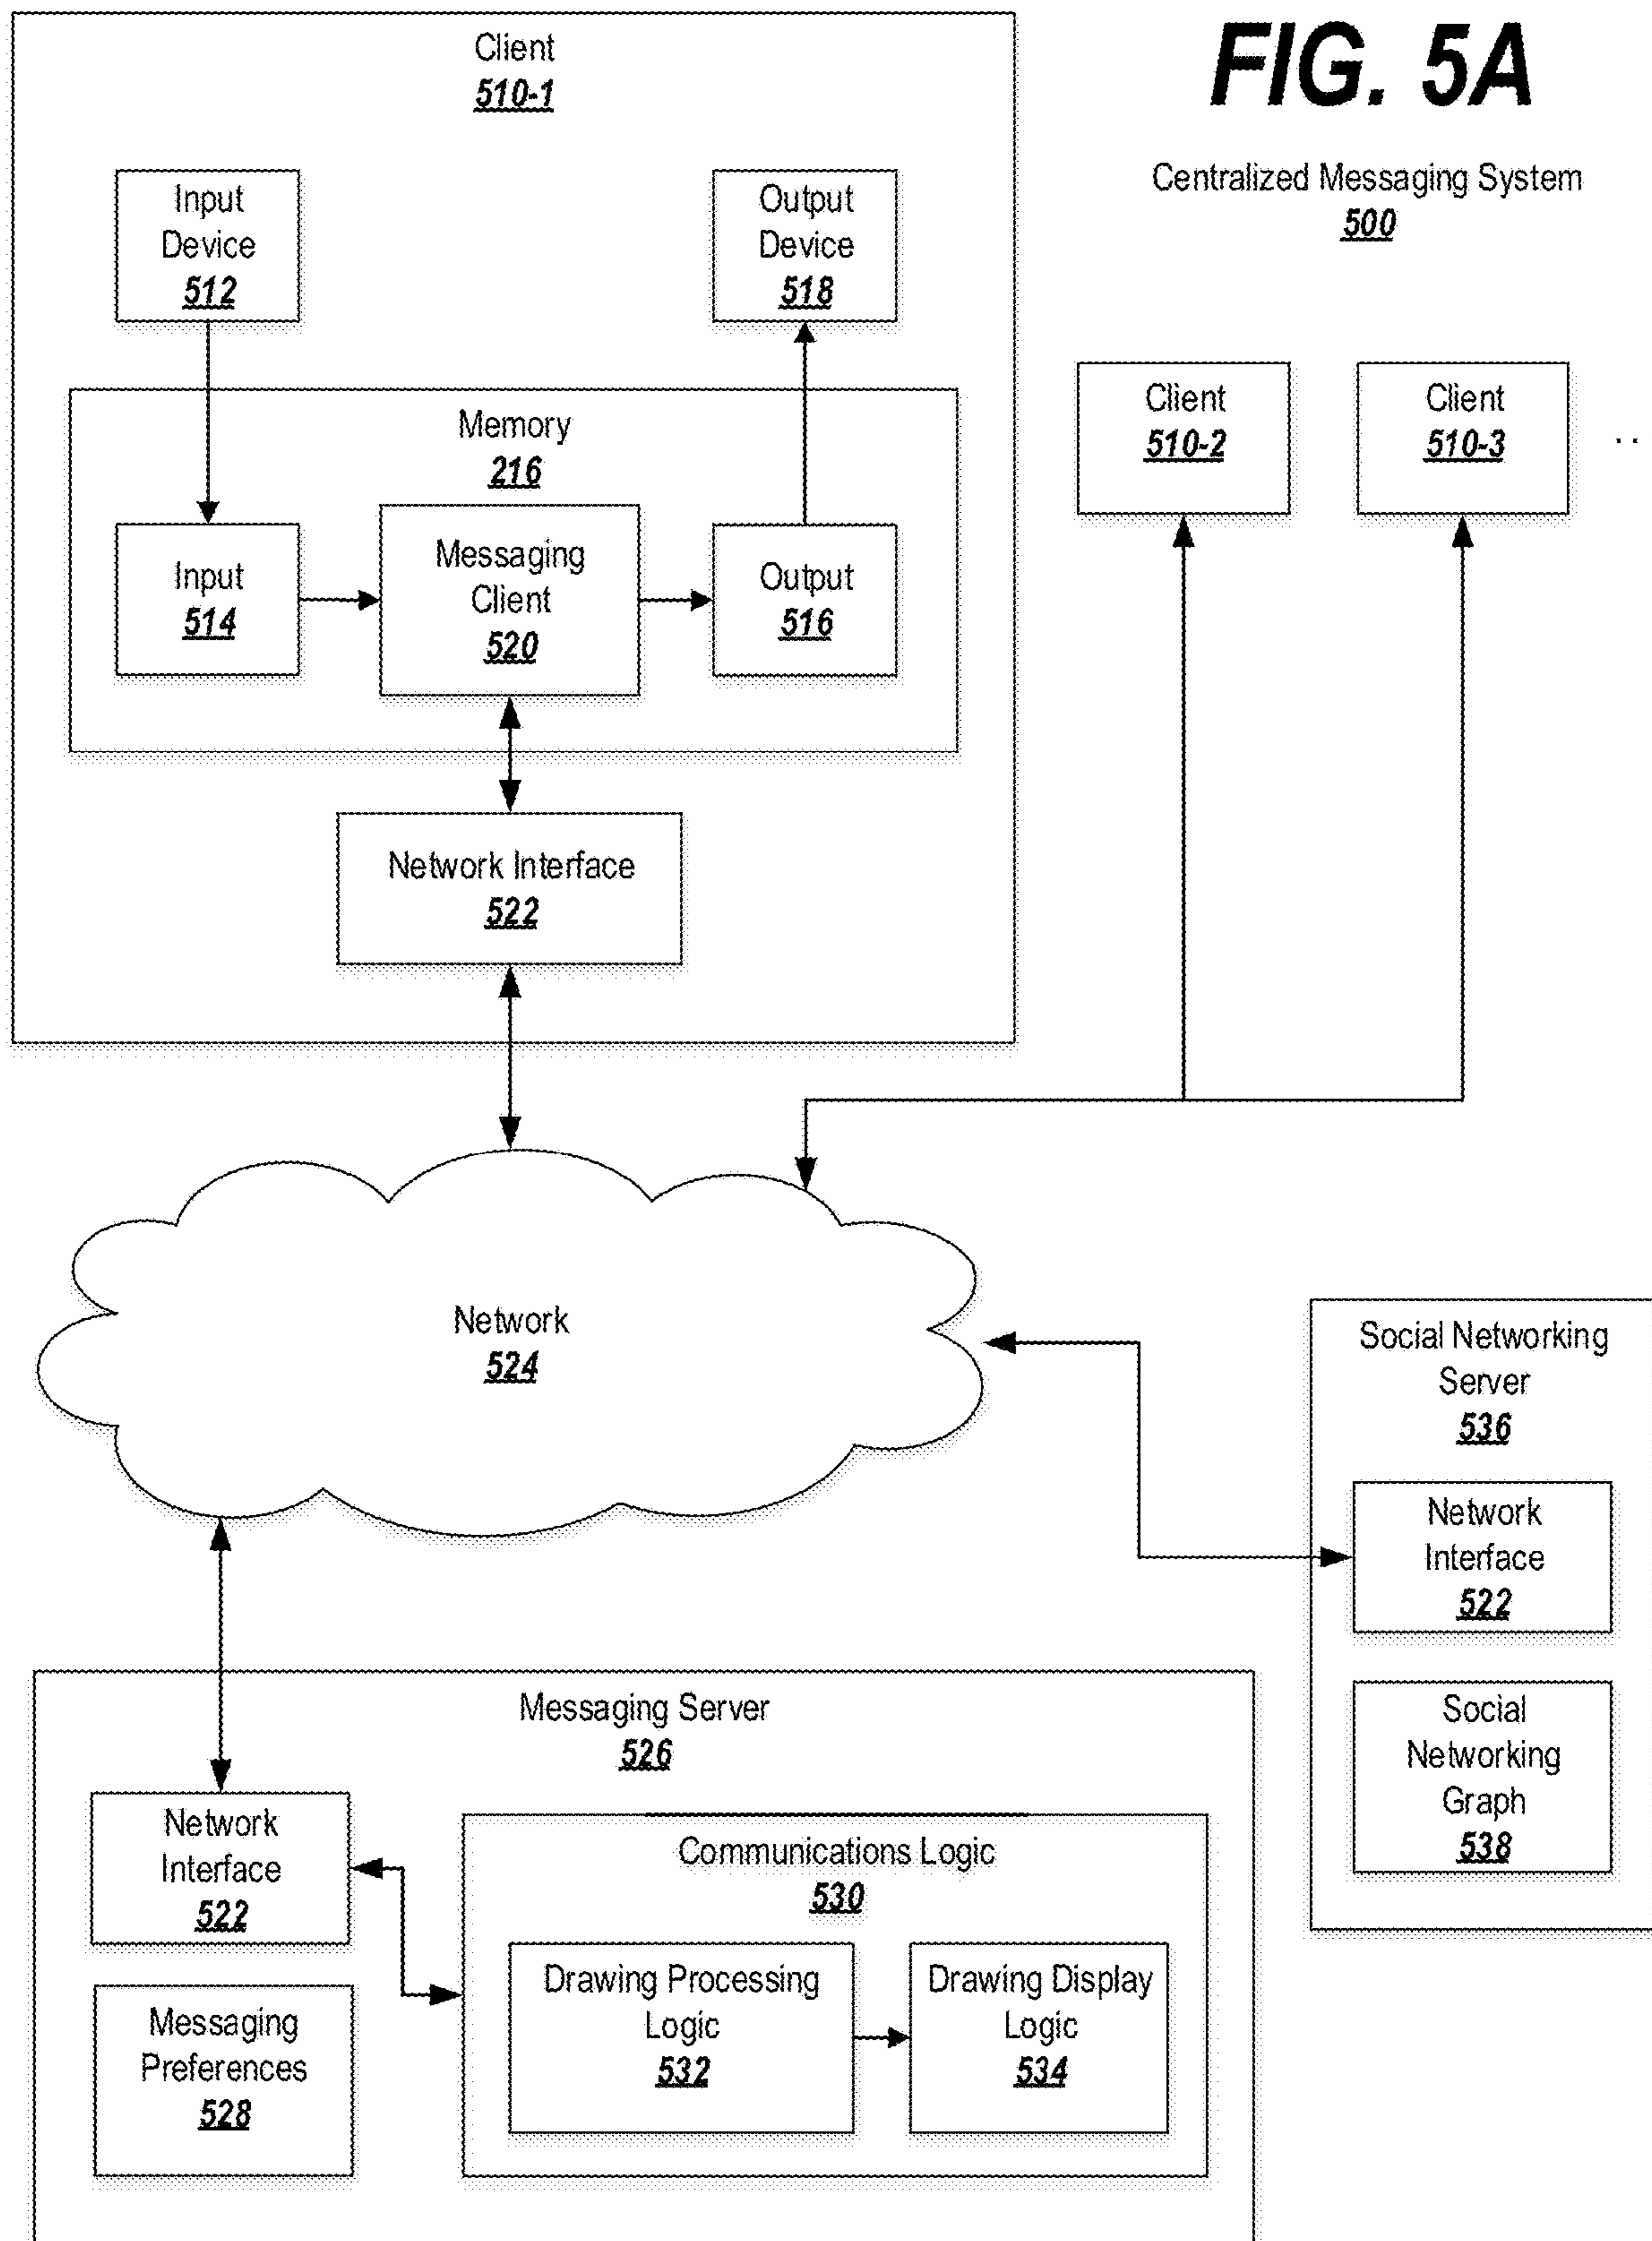 FIG. 5A
Centralized Messaging System
500
Client
510-1
Input
Device
512
Output
Device
518
Memory
216
Input
514
Messaging
Client
520
Output
516
Network Interface
522
Client
510-2
Client
510-3
..
Network
524
Social Networking
Server
536
Network
Interface
522
Social
Networking
Graph
538
Messaging Server
526
Network
Interface
522
Messaging
Preferences
528
Communications Logic
530
Drawing Processing
Logic
532
Drawing Display
Logic
534